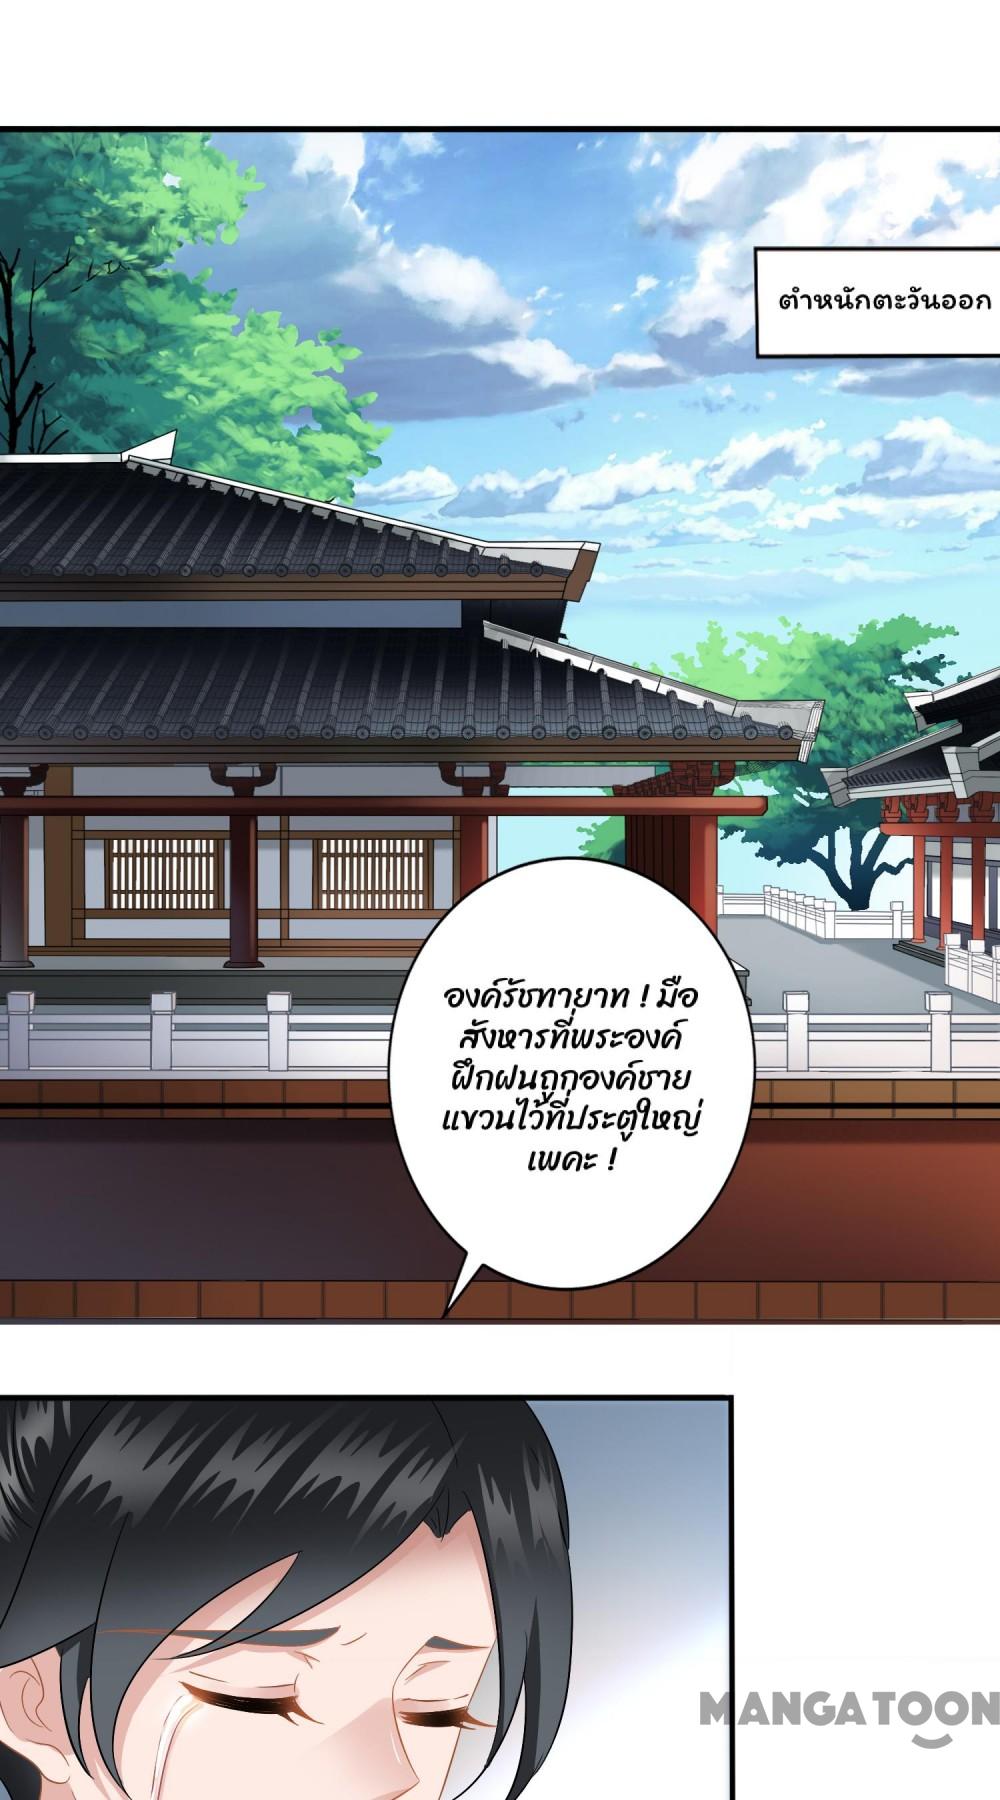 ตำหนักตะวันออก
องค์รัชทายาท ! มือ
สังหารที่พระองค์
ฝึกฝนถูกองค์ชาย
แขวนไว้ที่ประตูใหญ่
เพคะ !
MANGATOON